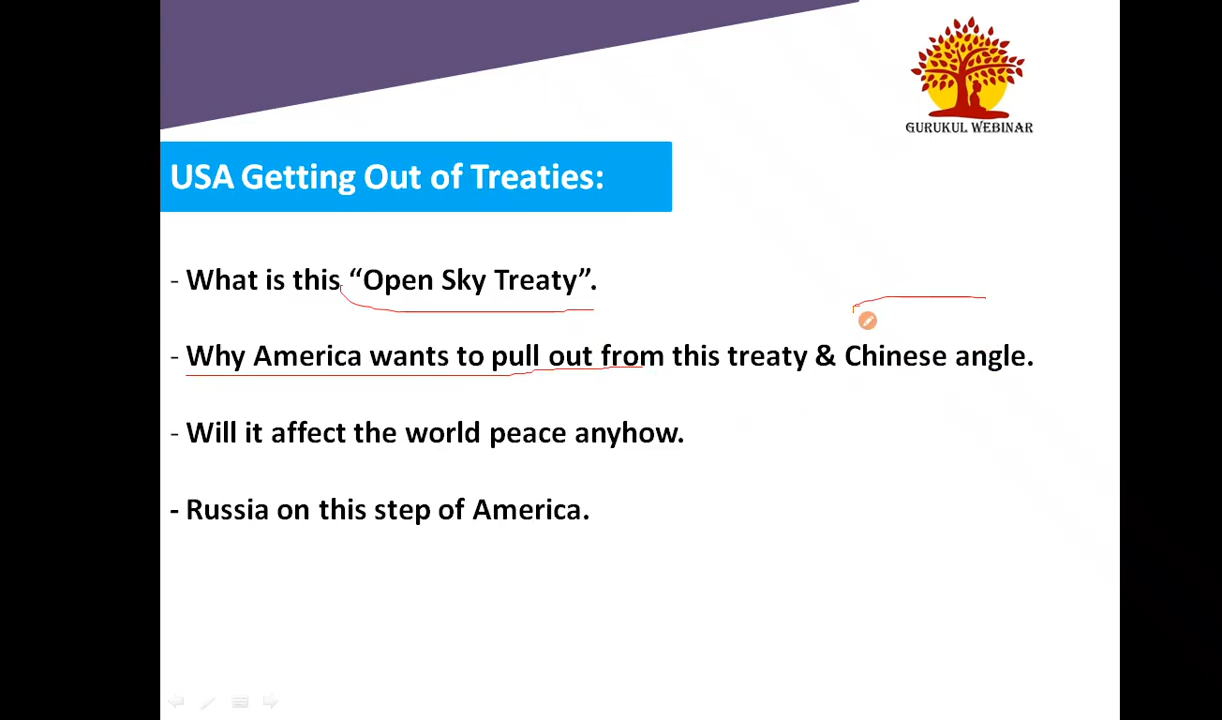 GURUKUL WEBINAR
USA Getting Out of Treaties:
- What is this “Open Sky Treaty”.
- Why America wants to pull out from this treaty & Chinese angle.
- Will it affect the world peace anyhow.
- Russia on this step of America.